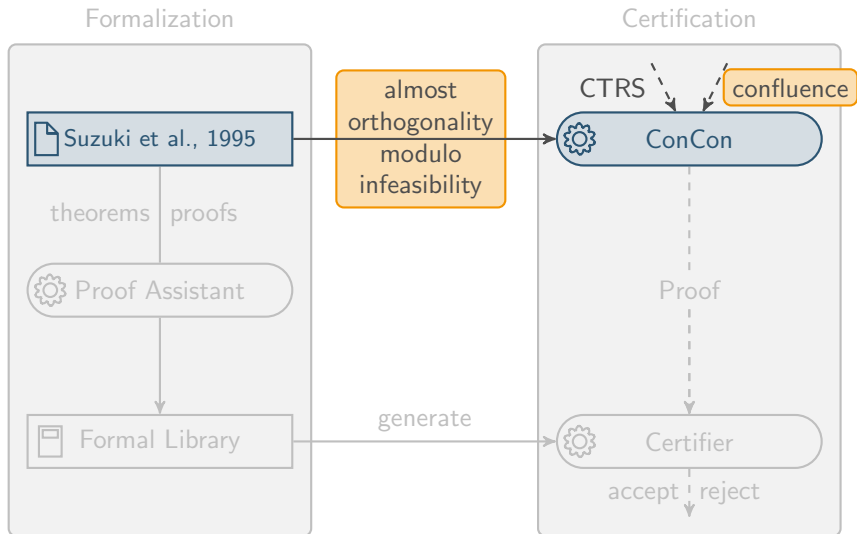 Formalization
Certification
CTRS
confluence
almost
orthogonality
modulo
infeasibility
Suzuki et al., 1995
ConCon
theorems proofs
Proof Assistant
Proof
Formal Library
generate
Certifier
accept reject